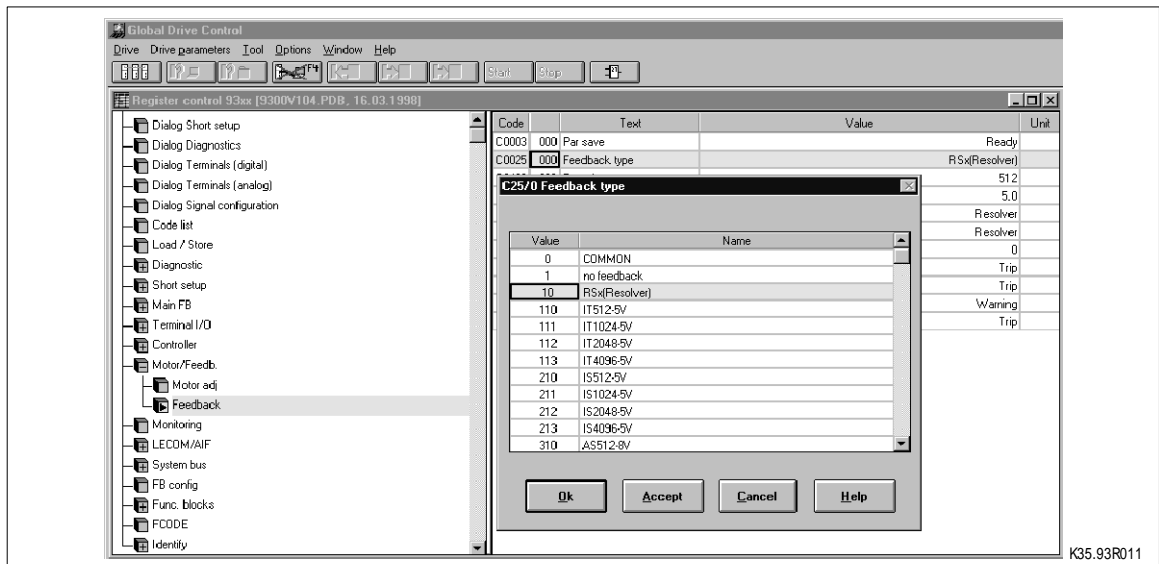 Global Drive Control
Drive Drive parameters Tool Options Window Help
F4 Start Stop
Register control 93xx [9300V104.PDB, 16.03.1998]
Dialog Short setup
Dialog Diagnostics
Dialog Terminals (digital)
Dialog Terminals (analog)
Dialog Signal configuration
Code list
Load / Store
Diagnostic
Short setup
Main FB
Terminal I/O
Controller
Motor/Feedb.
Motor adj
Feedback
Monitoring
LECOM/AIF
System bus
FB config
Func. blocks
FCODE
Identify
Code Text Value Unit
C0003 000 Par save Ready
C0025 000 Feedback type RSx(Resolver)
512
5.0
Resolver
Resolver
0
Trip
Trip
Warning
Trip
C25/0 Feedback type
Value Name
0 COMMON
1 no feedback
10 RSx(Resolver)
110 IT512-5V
111 IT1024-5V
112 IT2048-5V
113 IT4096-5V
210 IS512-5V
211 IS1024-5V
212 IS2048-5V
213 IS4096-5V
310 AS512-8V
Ok Accept Cancel Help
K35.93R011